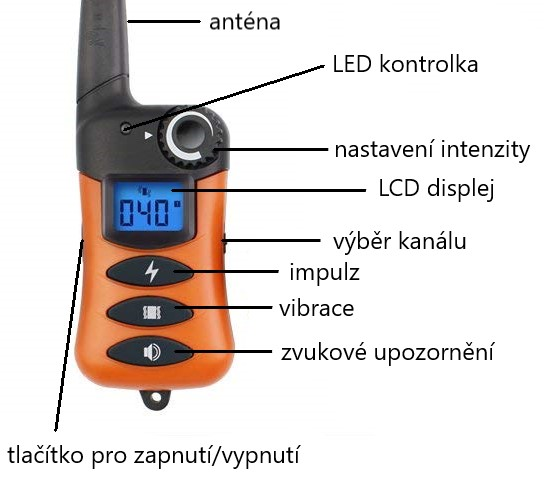 anténa
LED kontrolka
nastavení intenzity
LCD displej
040
výběr kanálu
impulz
vibrace
zvukové upozornění
tlačítko pro zapnutí/vypnutí